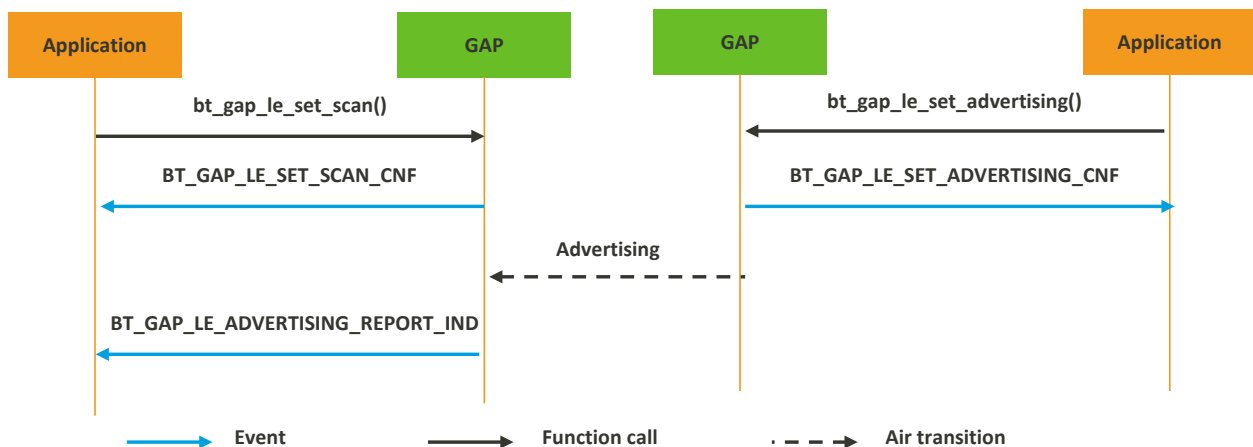 Application
GAP
GAP
Application
bt_gap_le_set_scan()
bt_gap_le_set_advertising()
BT_GAP_LE_SET_SCAN_CNF
BT_GAP_LE_SET_ADVERTISING_CNF
Advertising
BT_GAP_LE_ADVERTISING_REPORT_IND
Event
Function call
Air transition